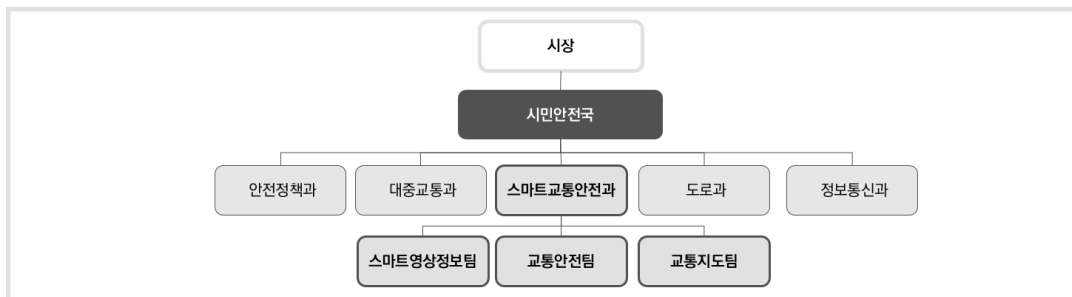 시장
시민안전국
안전정책과 대중교통과 스마트교통안전과 도로과 정보통신과
스마트영상정보팀 교통안전팀 교통지도팀